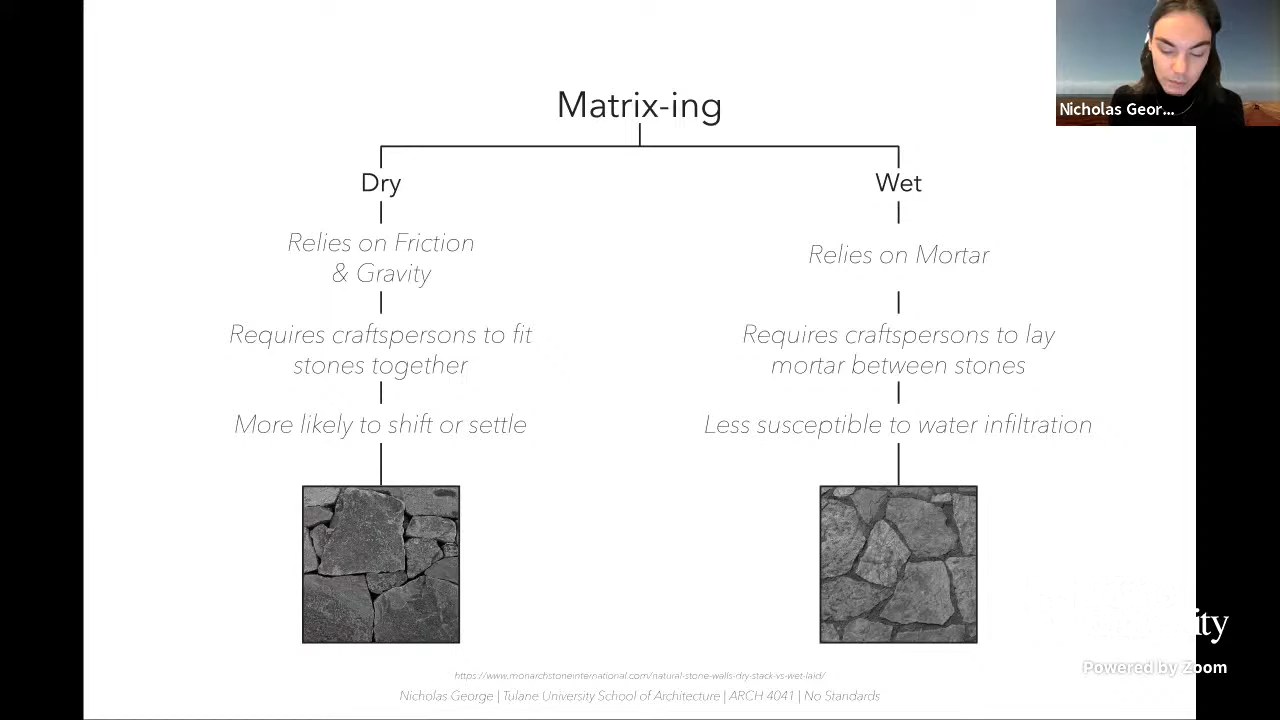 Matrix-ing
Dry
Wet
Relies on Friction
& Gravity
Relies on Mortar
Requires craftspersons to fit
stones together
Requires craftspersons to lay
mortar between stones
More likely to shift or settle
Less susceptible to water infiltration
https://www.monarchstoneinternational.com/natural-stone-walls-dry-stack-vs-wet-laid/
Nicholas George | Tulane University School of Architecture | ARCH 4041 | No Standards
Nicholas Geor...
ity
Powered by Zoom